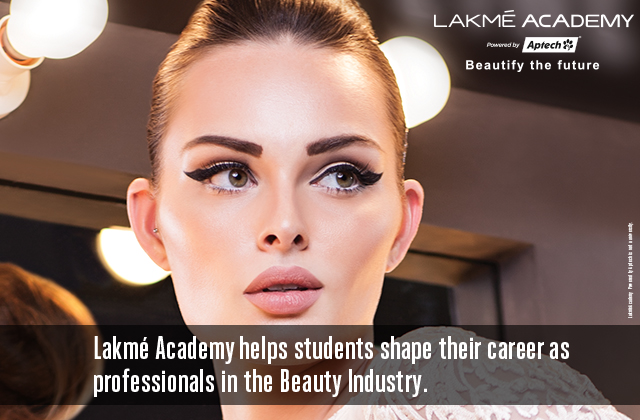 LAKMÉ ACADEMY
Powered by Aptech
Beautify the future
Lakmé Academy helps students shape their career as
professionals in the Beauty Industry.